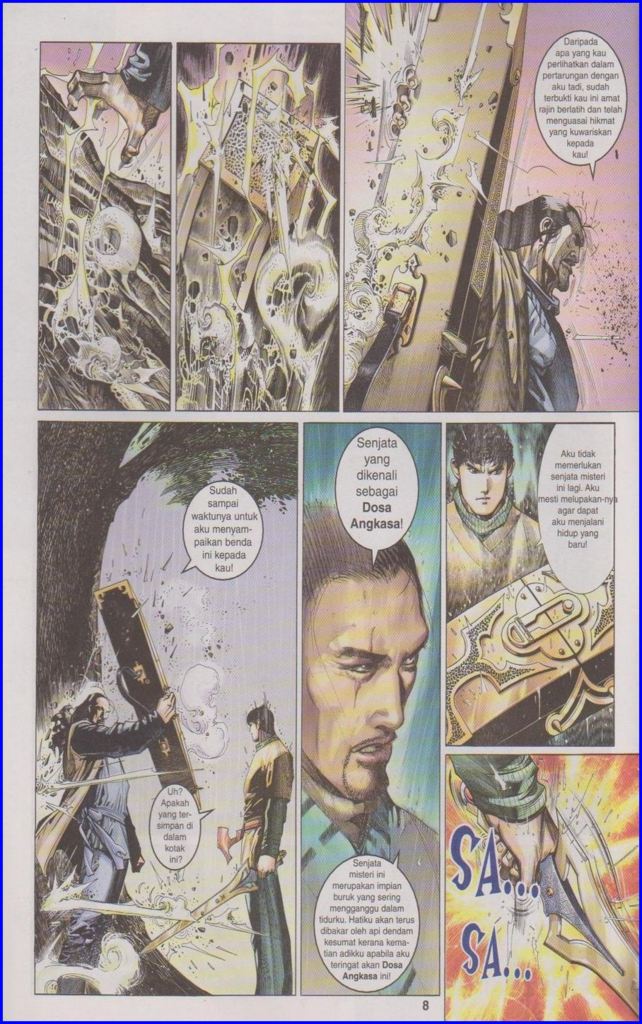 Daripada
apa yang kau
perlihatkan dalam
pertarungan dengan
aku tadi, sudah
terbukti kau ini amat
rajin berlatih dan telah
menguasai hikmat
yang kuwariskan
kepada
kau!
Sudah
sampai
waktunya untuk
aku menyam-
paikan benda
ini kepada
kau!
Uh?
Apakah
yang ter-
simpan di
dalam
kotak
ini?
Senjata
yang
dikenali
sebagai
Dosa
Angkasa!
Senjata
misteri ini
merupakan impian
buruk yang sering
mengganggu dalam
tidurku. Hatiku akan terus
dibakar oleh api dendam
kesumat kerana kema-
tian adikku apabila aku
teringat akan Dosa
Angkasa ini!
Aku tidak
memerlukan
senjata misteri
ini lagi. Aku
mesti melupakan-nya
agar dapat
aku menjalani
hidup yang
baru!
SA...
SA...
8